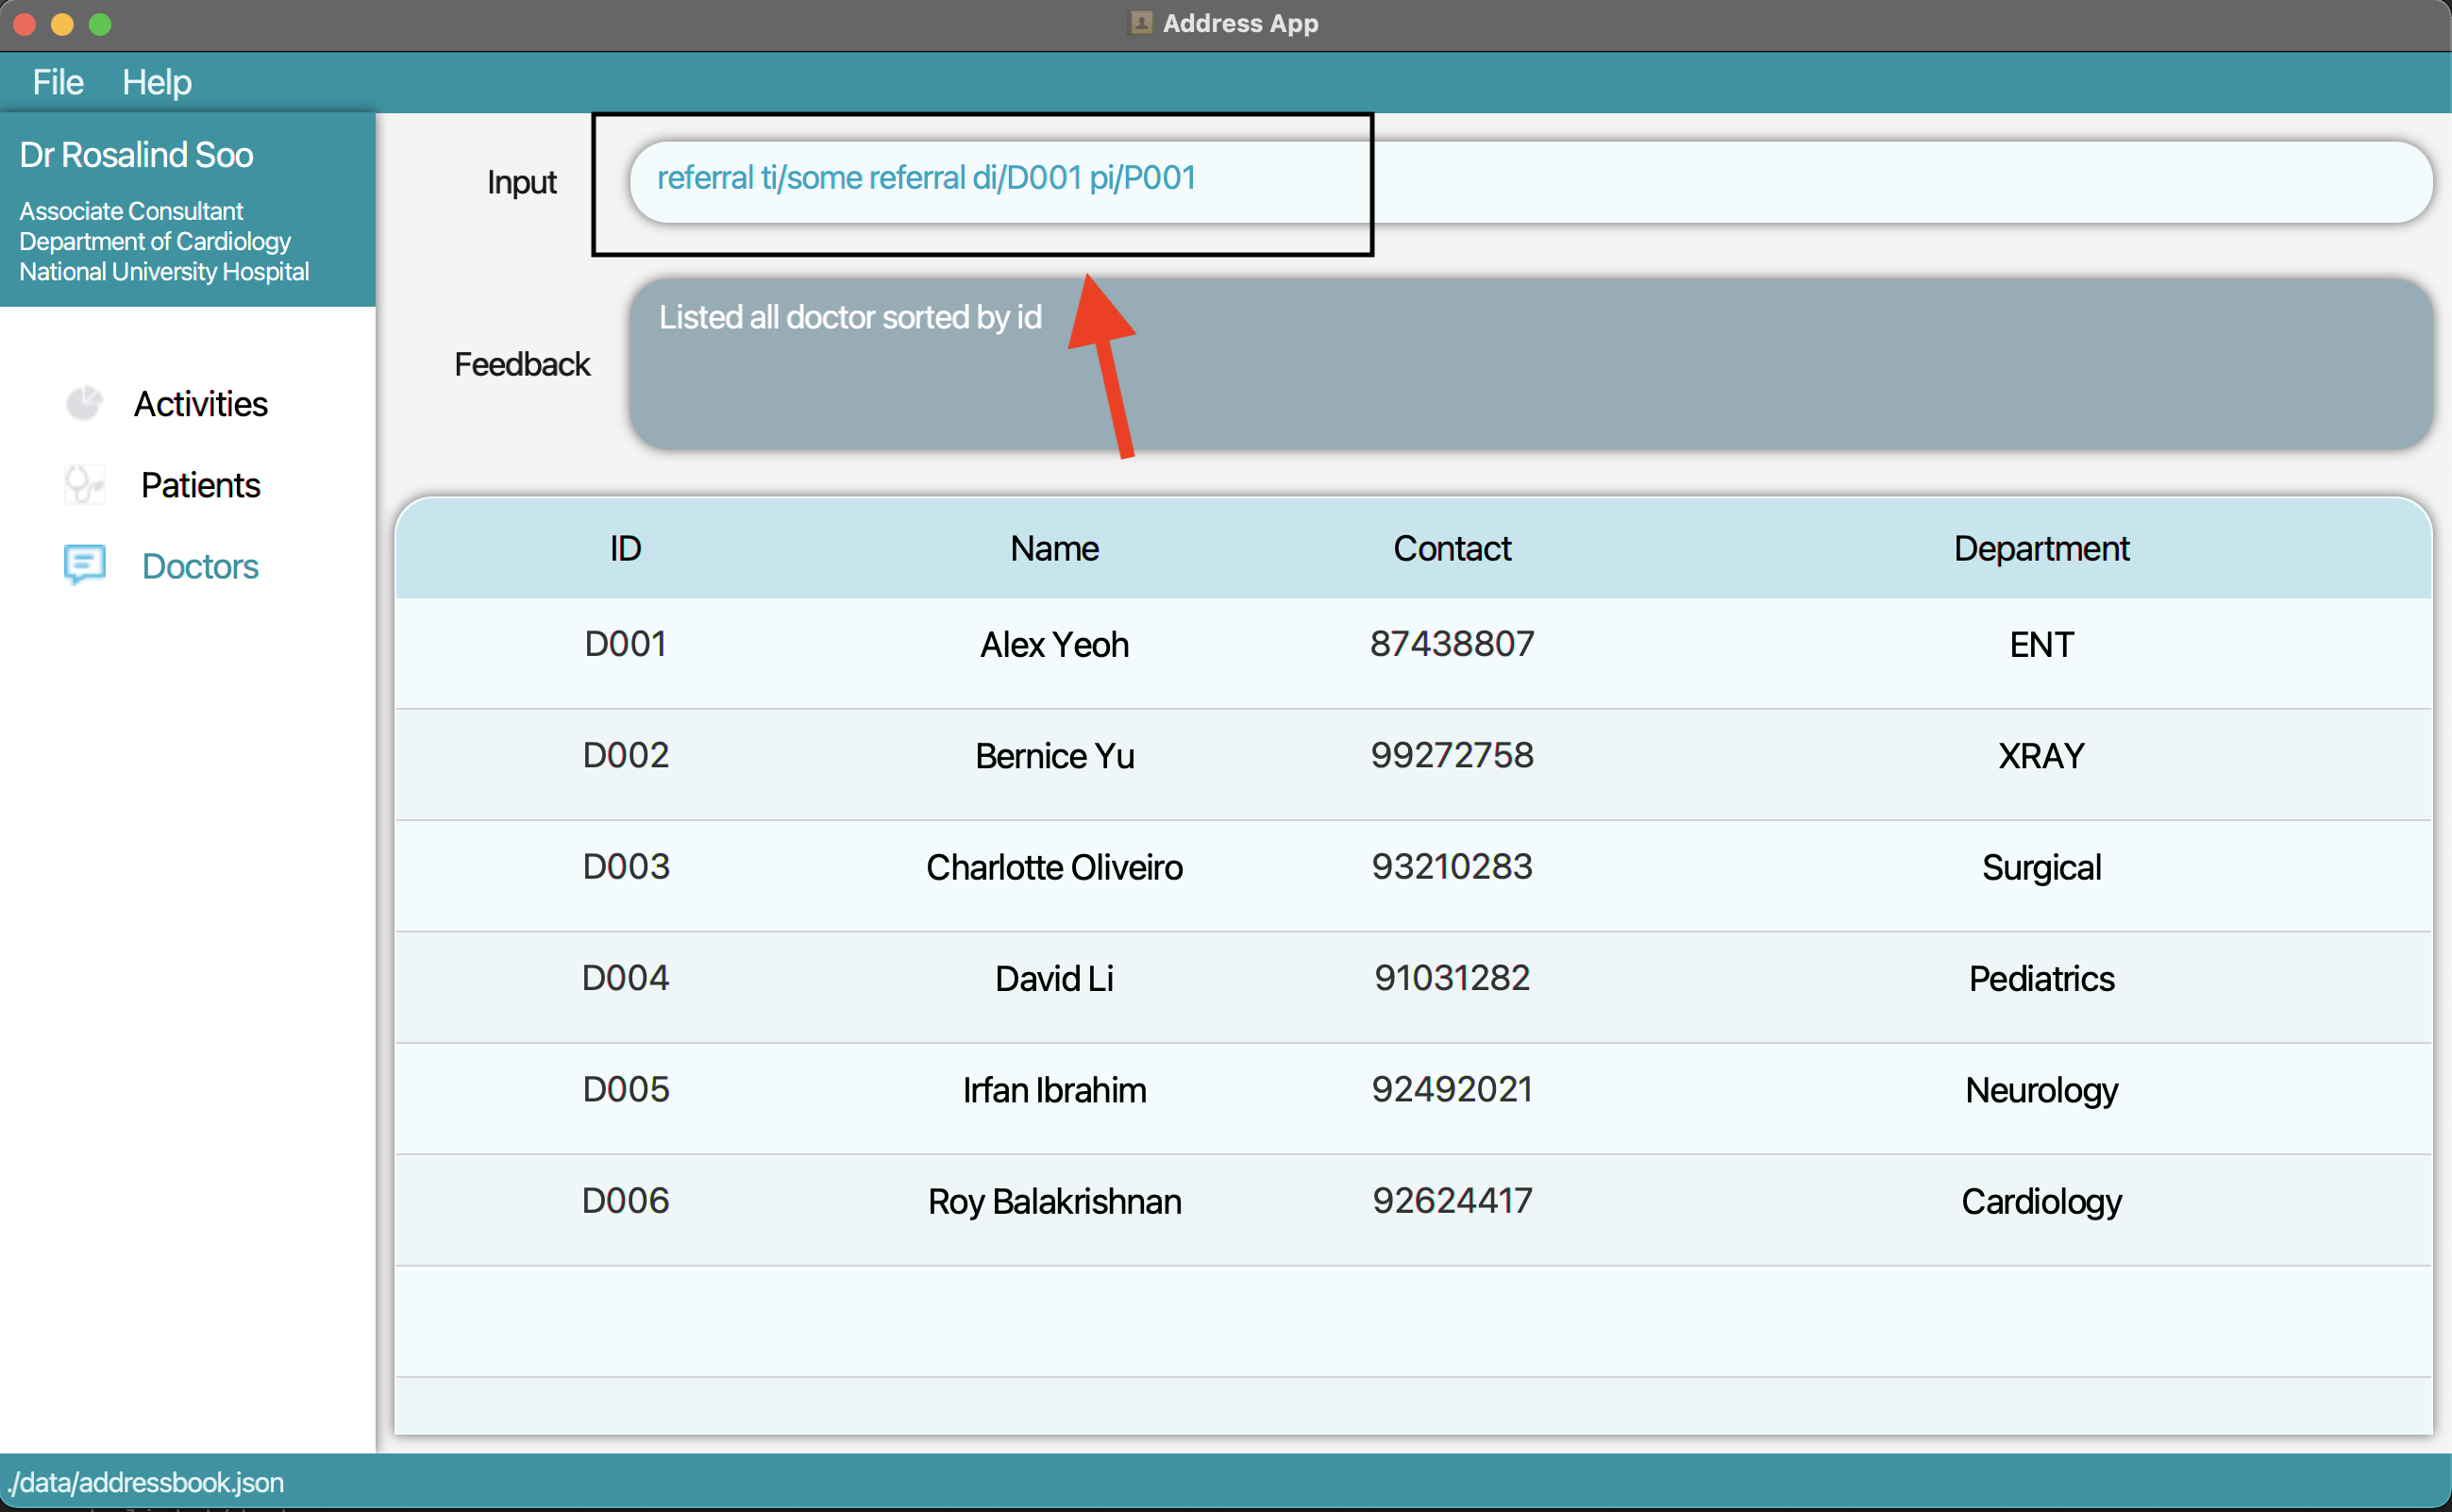 Address App
File Help
Dr Rosalind Soo
Associate Consultant
Department of Cardiology
National University Hospital
Activities
Patients
Doctors
Input
referral ti/some referral di/D001 pi/P001
Feedback
Listed all doctor sorted by id
ID Name Contact Department
D001 Alex Yeoh 87438807 ENT
D002 Bernice Yu 99272758 XRAY
D003 Charlotte Oliveiro 93210283 Surgical
D004 David Li 91031282 Pediatrics
D005 Irfan Ibrahim 92492021 Neurology
D006 Roy Balakrishnan 92624417 Cardiology
./data/addressbook.json